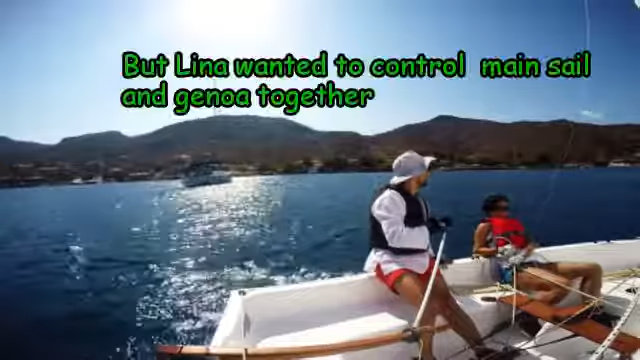 But Lina wanted to control  main sail
and genoa together